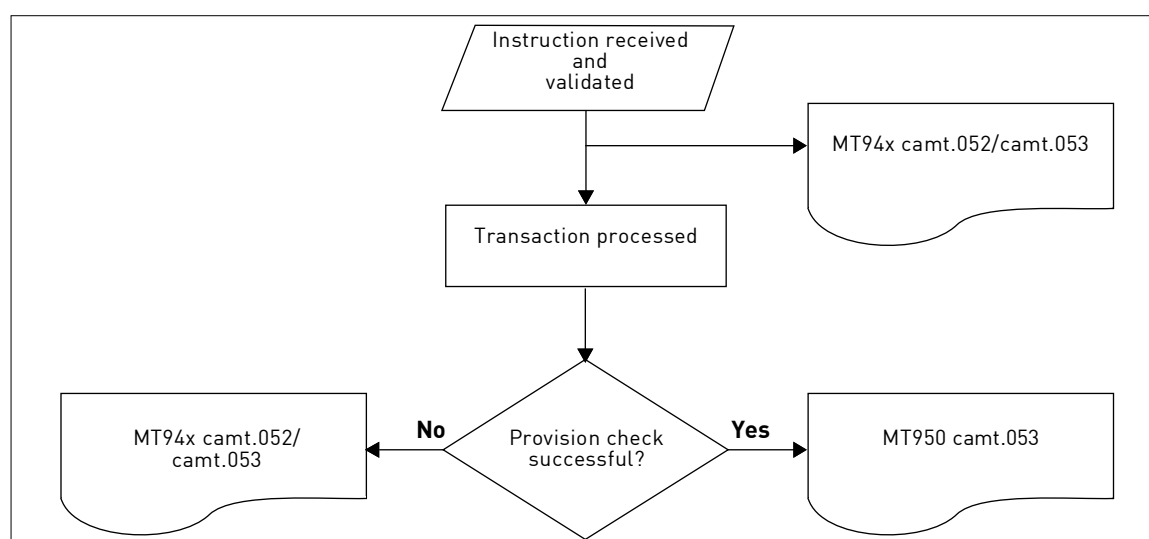 Instruction received
and
validated
MT94x camt.052/camt.053
Transaction processed
MT94x camt.052/
camt.053
No
Provision check
successful?
Yes
MT950 camt.053